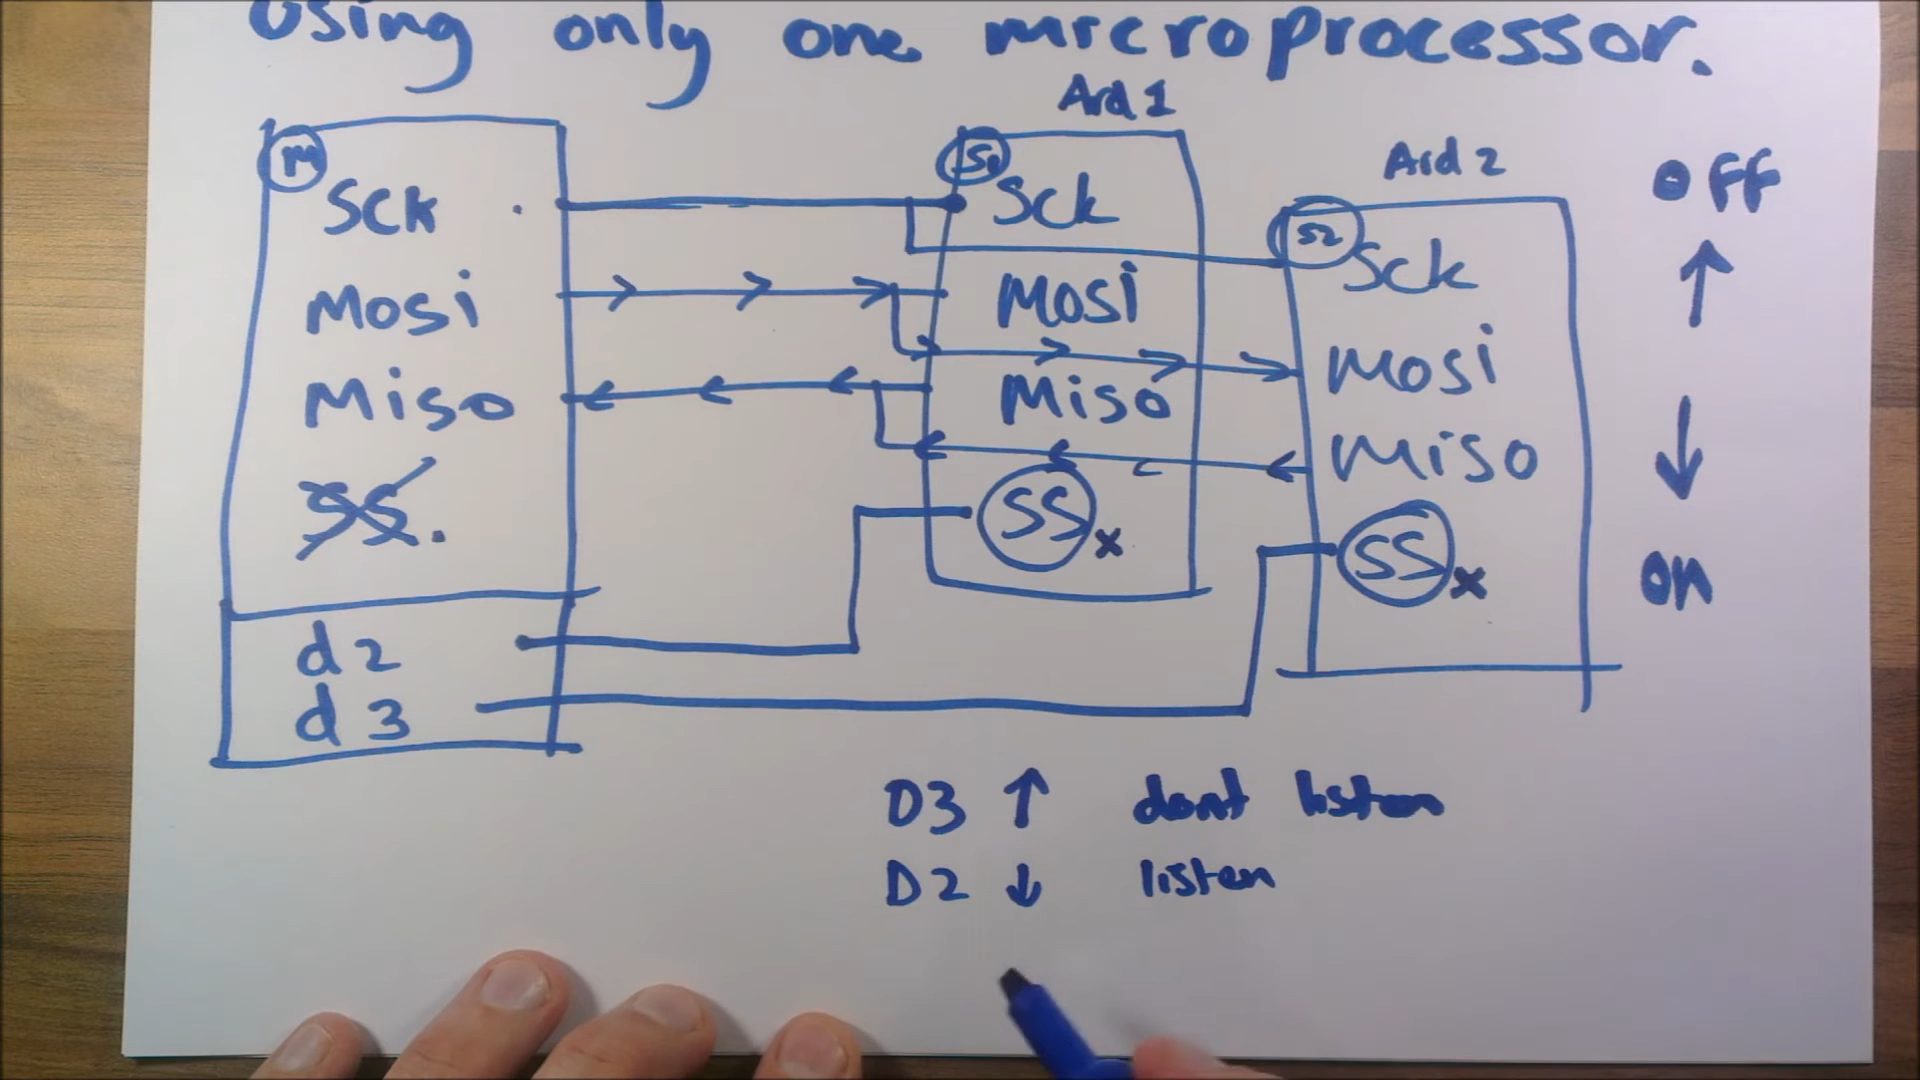 Using only one microprocessor.
Ard 1
Ard 2
M
SCK
Mosi
Miso
SS.
d2
d3
S1
Sck
Mosi
Miso
SS x
S2
Sck
Mosi
Miso
SS x
OFF
↑
↓
on
D3 ↑ dont listen
D2 ↓ listen